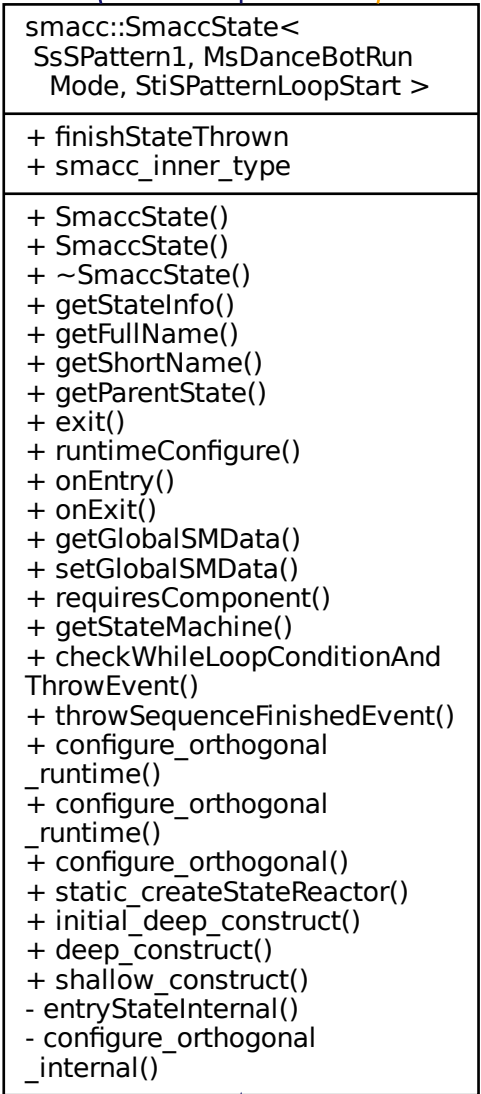 smacc::SmaccState<
SsSPattern1, MsDanceBotRun
Mode, StiSPatternLoopStart >
+ finishStateThrown
+ smacc_inner_type
+ SmaccState()
+ SmaccState()
+ ~SmaccState()
+ getStateInfo()
+ getFullName()
+ getShortName()
+ getParentState()
+ exit()
+ runtimeConfigure()
+ onEntry()
+ onExit()
+ getGlobalSMData()
+ setGlobalSMData()
+ requiresComponent()
+ getStateMachine()
+ checkWhileLoopConditionAnd
ThrowEvent()
+ throwSequenceFinishedEvent()
+ configure_orthogonal
_runtime()
+ configure_orthogonal
_runtime()
+ configure_orthogonal()
+ static_createStateReactor()
+ initial_deep_construct()
+ deep_construct()
+ shallow_construct()
- entryStateInternal()
- configure_orthogonal
_internal()